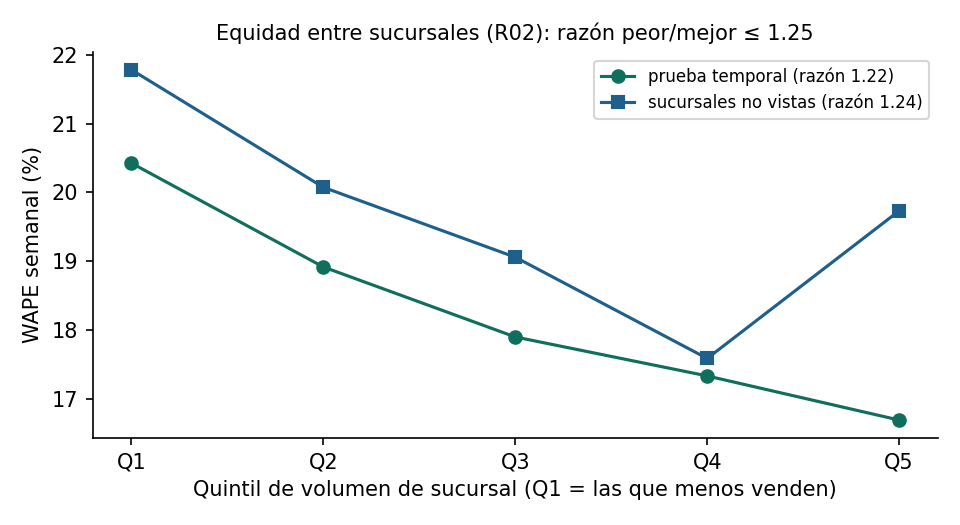 Equidad entre sucursales (R02): razón peor/mejor ≤ 1.25
prueba temporal (razón 1.22)
sucursales no vistas (razón 1.24)
WAPE semanal (%)
22
21
20
19
18
17
Q1 Q2 Q3 Q4 Q5
Quintil de volumen de sucursal (Q1 = las que menos venden)